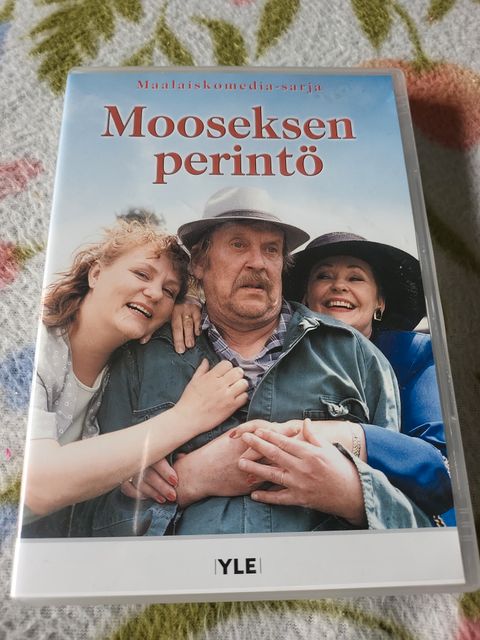 Maalaiskomedia-sarja
Mooseksen
perintö
YLE